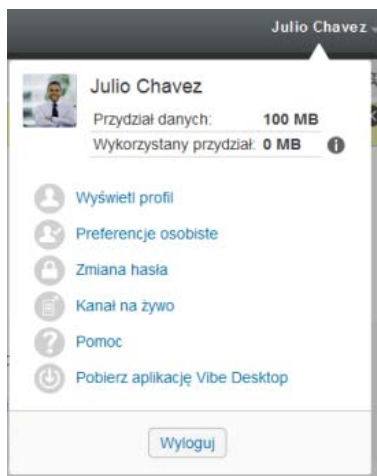 Julio Chavez
Julio Chavez
Przydział danych: 100 MB
Wykorzystany przydział: 0 MB
Wyświetl profil
Preferencje osobiste
Zmiana hasła
Kanał na żywo
Pomoc
Pobierz aplikację Vibe Desktop
Wyloguj